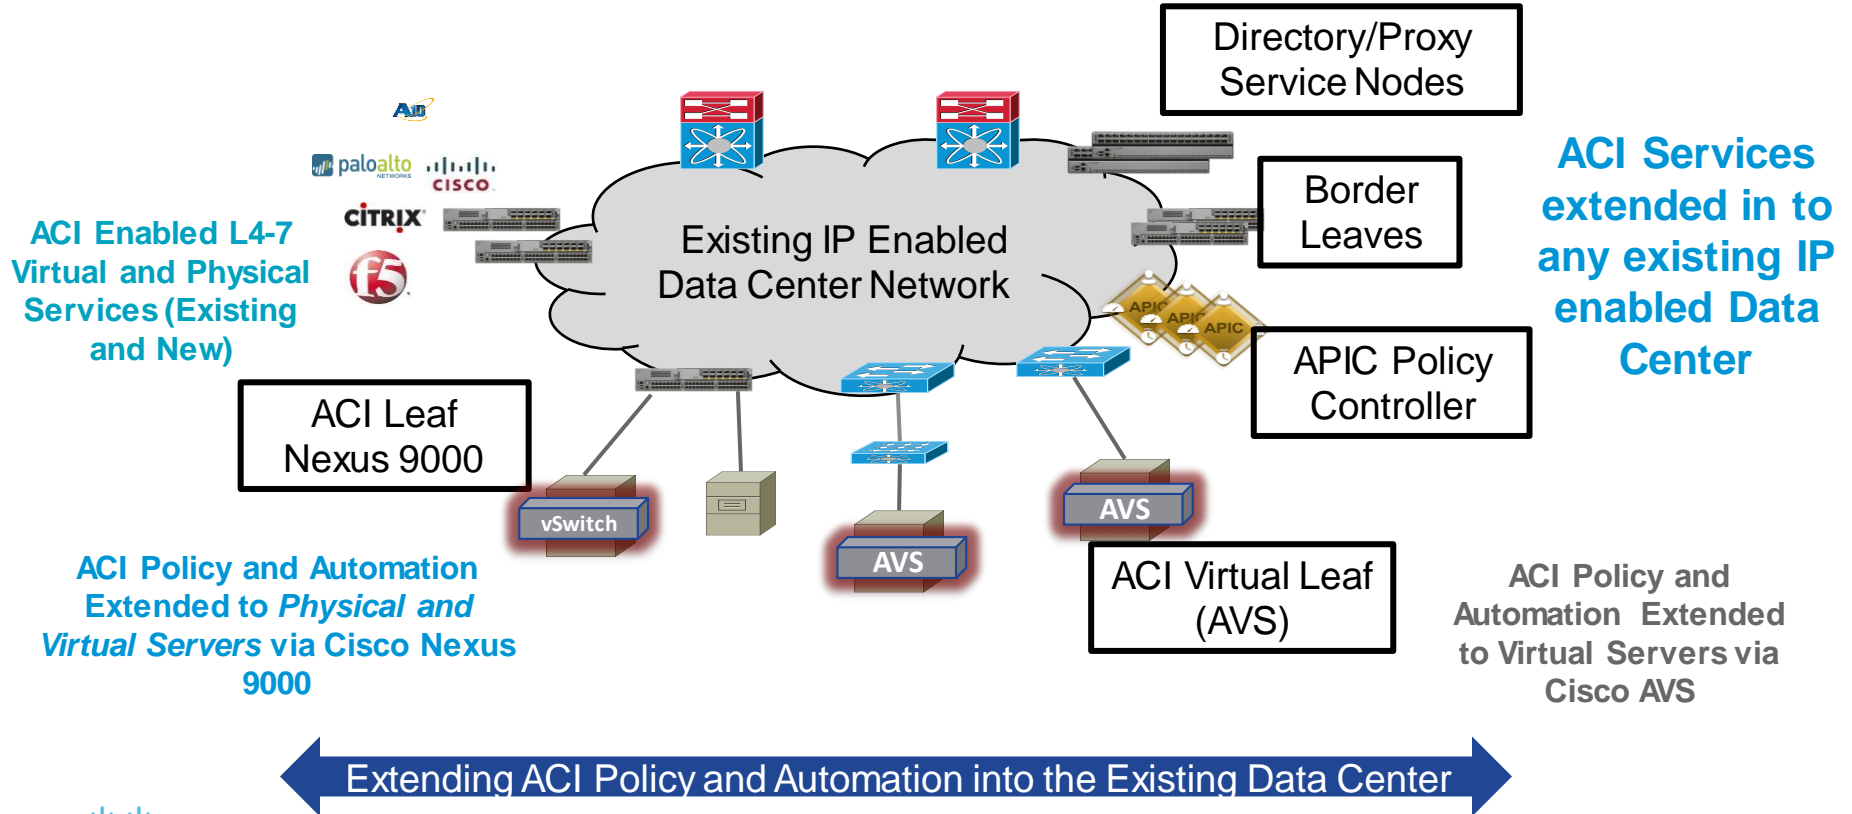 Directory/Proxy
Service Nodes
A10
paloalto
NETWORKS
CISCO
CİTRIX
f5
ACI Enabled L4-7
Virtual and Physical
Services (Existing
and New)
Existing IP Enabled
Data Center Network
Border
Leaves
ACI Services
extended in to
any existing IP
enabled Data
Center
APIC
APIC
APIC
APIC Policy
Controller
ACI Leaf
Nexus 9000
vSwitch
AVS
AVS
ACI Virtual Leaf
(AVS)
ACI Policy and Automation
Extended to Physical and
Virtual Servers via Cisco Nexus
9000
ACI Policy and
Automation Extended
to Virtual Servers via
Cisco AVS
Extending ACI Policy and Automation into the Existing Data Center